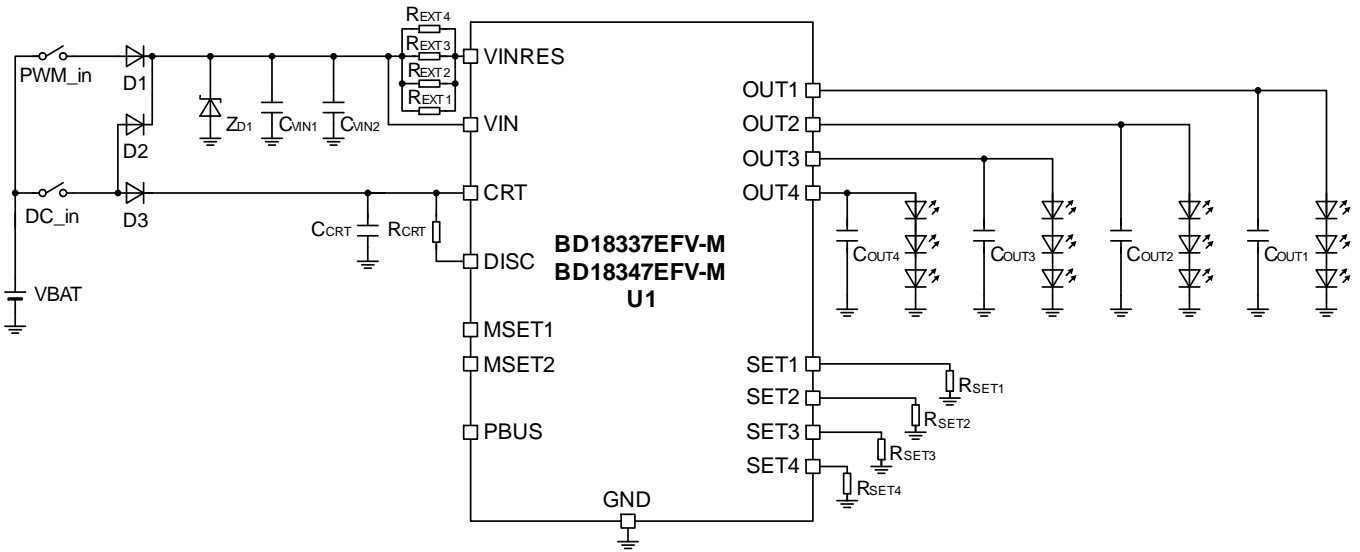 REXT4
REXT3
REXT2
REXT1
PWM_in
D1
D2
ZD1
CVIN1
CVIN2
DC_in
D3
CCRT
RCRT
VBAT
VINRES
VIN
CRT
DISC
MSET1
MSET2
PBUS
BD18337EFV-M
BD18347EFV-M
U1
GND
OUT1
OUT2
OUT3
OUT4
SET1
SET2
SET3
SET4
COUT4
COUT3
COUT2
COUT1
RSET1
RSET2
RSET3
RSET4